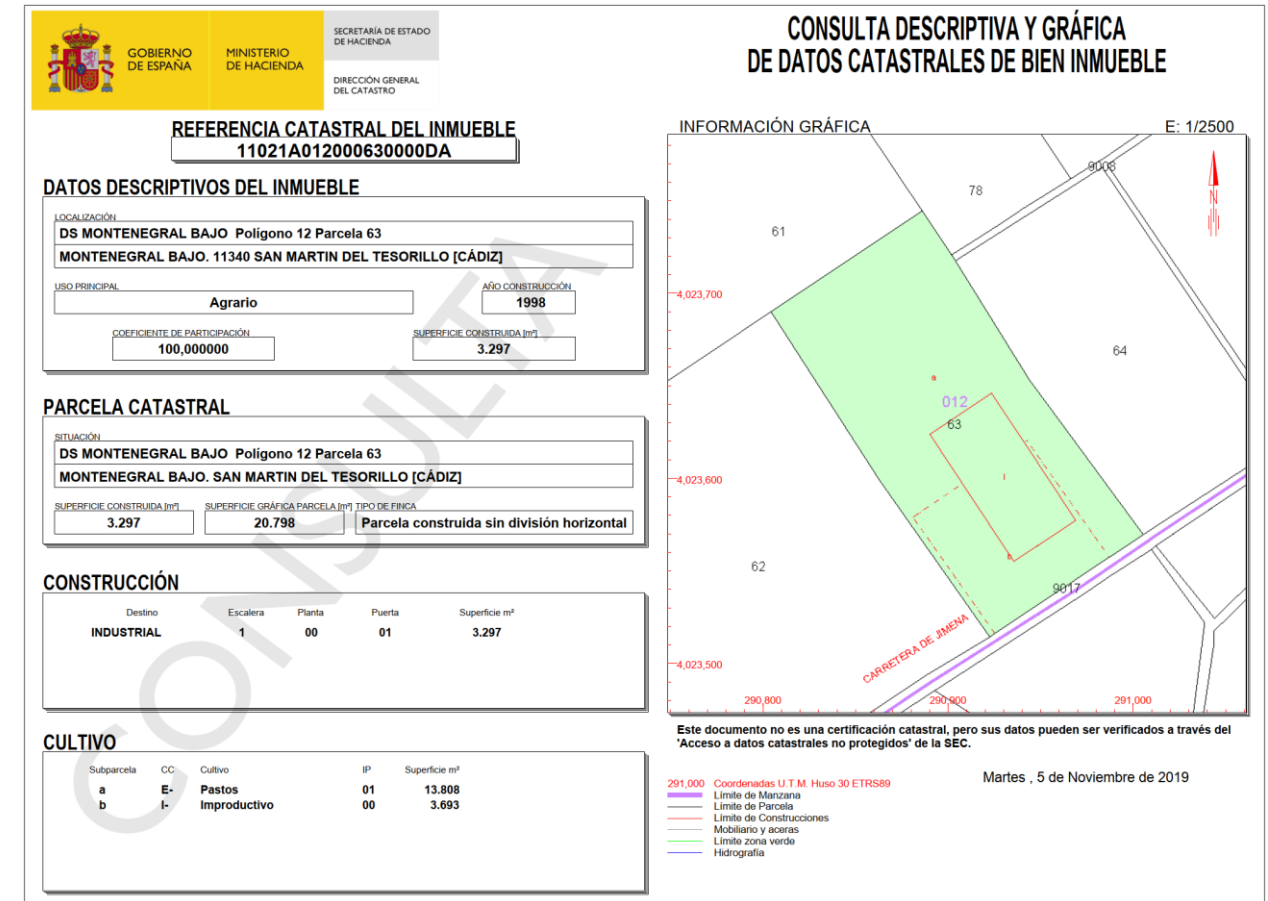 GOBIERNO
DE ESPAÑA
MINISTERIO
DE HACIENDA
SECRETARÍA DE ESTADO
DE HACIENDA
DIRECCIÓN GENERAL
DEL CATASTRO
CONSULTA DESCRIPTIVA Y GRÁFICA
DE DATOS CATASTRALES DE BIEN INMUEBLE
REFERENCIA CATASTRAL DEL INMUEBLE
11021A012000630000DA
DATOS DESCRIPTIVOS DEL INMUEBLE
LOCALIZACIÓN
DS MONTENEGRAL BAJO Polígono 12 Parcela 63
MONTENEGRAL BAJO. 11340 SAN MARTIN DEL TESORILLO [CÁDIZ]
USO PRINCIPAL
Agrario
AÑO CONSTRUCCIÓN
1998
COEFICIENTE DE PARTICIPACIÓN
100,000000
SUPERFICIE CONSTRUIDA [m²]
3.297
PARCELA CATASTRAL
SITUACIÓN
DS MONTENEGRAL BAJO Polígono 12 Parcela 63
MONTENEGRAL BAJO. SAN MARTIN DEL TESORILLO [CÁDIZ]
SUPERFICIE CONSTRUIDA [m²] SUPERFICIE GRÁFICA PARCELA [m²] TIPO DE FINCA
3.297 20.798 Parcela construida sin división horizontal
CONSTRUCCIÓN
Destino Escalera Planta Puerta Superficie m²
INDUSTRIAL 1 00 01 3.297
CULTIVO
Subparcela CC Cultivo IP Superficie m²
a E- Pastos 01 13.808
b I- Improductivo 00 3.693
CONSULTA
INFORMACIÓN GRÁFICA E: 1/2500
9003
78
N
61
4,023,700
64
a
012
63
4,023,600
I
b
62
9017
CARRETERA DE JIMENA
4,023,500
290,800 290,900 291,000
Este documento no es una certificación catastral, pero sus datos pueden ser verificados a través del
'Acceso a datos catastrales no protegidos' de la SEC.
Martes , 5 de Noviembre de 2019
291,000 Coordenadas U.T.M. Huso 30 ETRS89
Límite de Manzana
Límite de Parcela
Límite de Construcciones
Mobiliario y aceras
Límite zona verde
Hidrografía